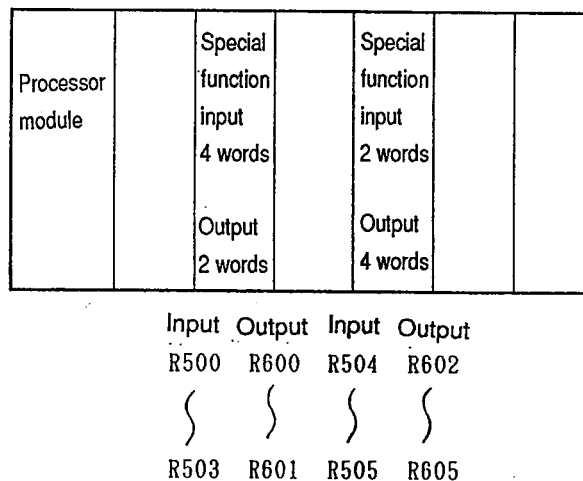 Processor
module
Special
function
input
4 words
Output
2 words
Special
function
input
2 words
Output
4 words
Input Output Input Output
R500 R600 R504 R602
R503 R601 R505 R605